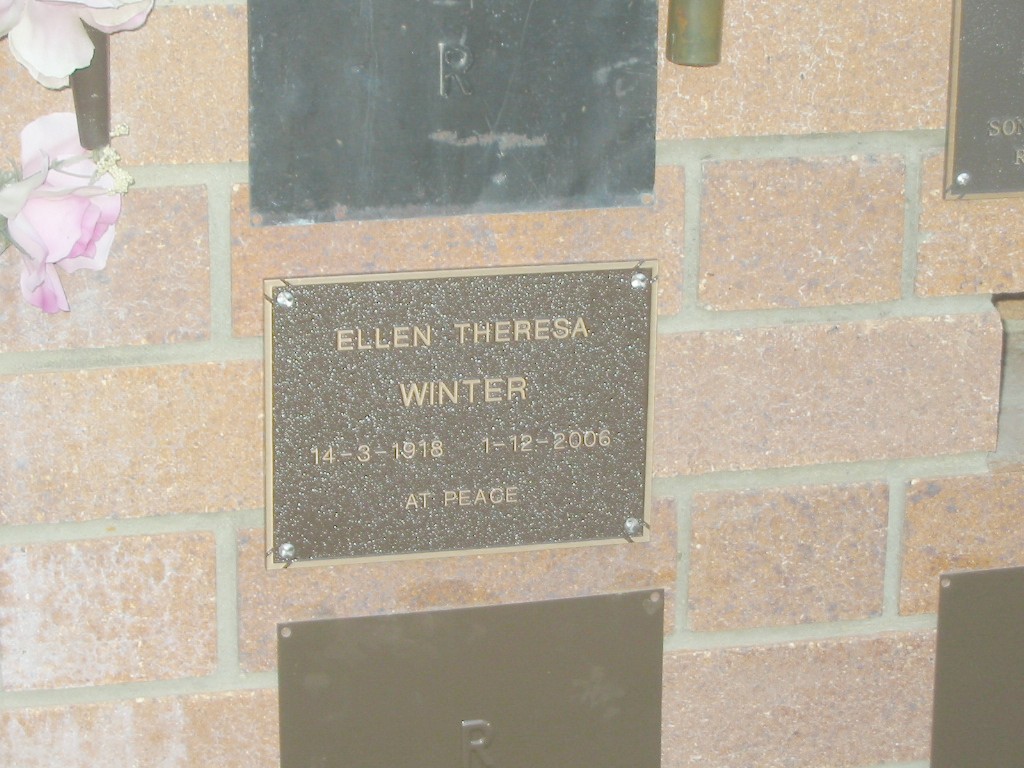 R
ELLEN THERESA
WINTER
14-3-1918 1-12-2006
AT PEACE
R